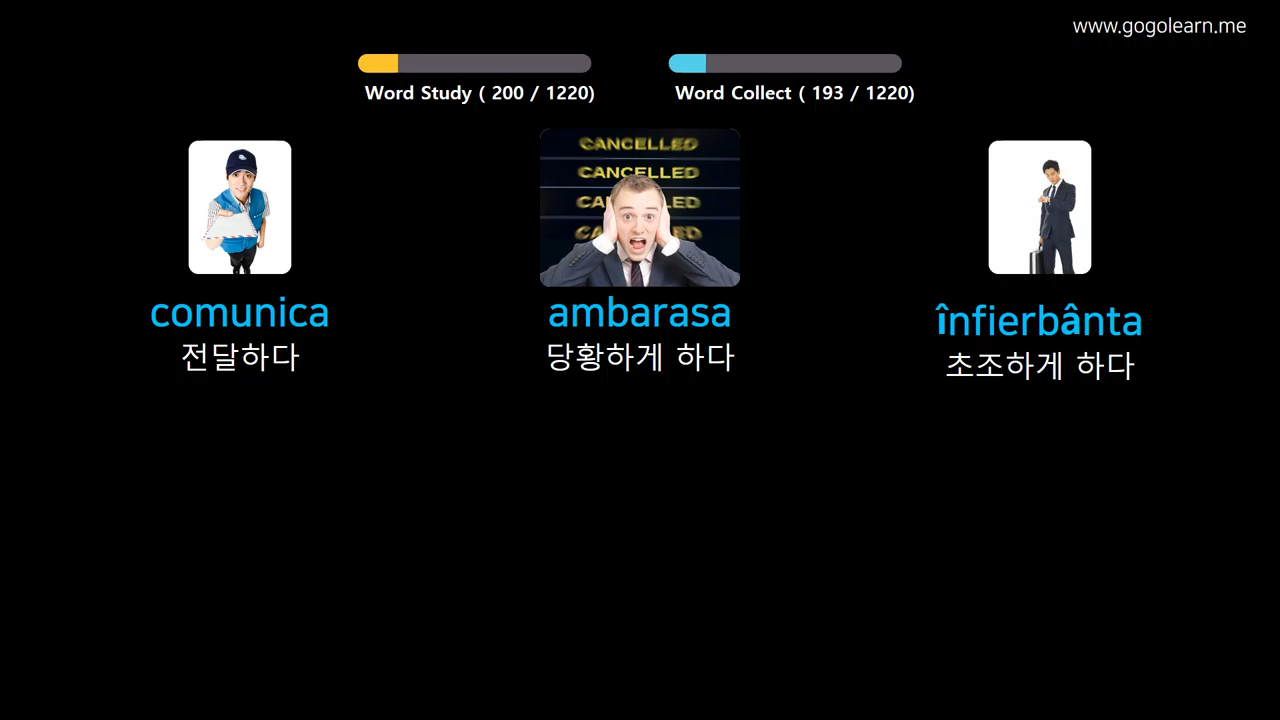 www.gogolearn.me
Word Study ( 200 / 1220)
Word Collect ( 193 / 1220)
CANCELLED
CANCELLED
comunica
전달하다
ambarasa
당황하게 하다
înfierbânta
초조하게 하다